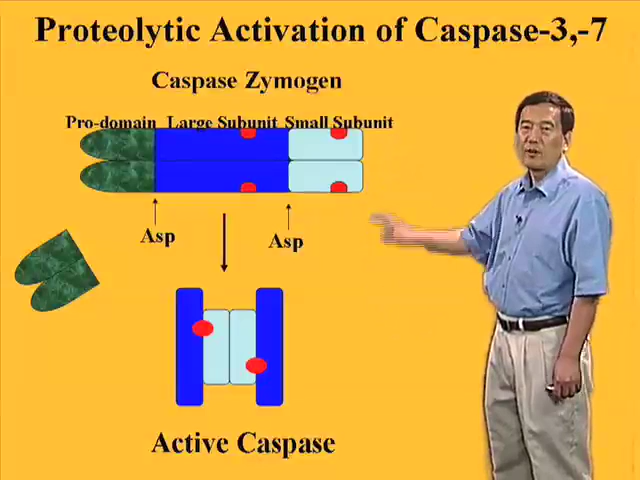 Proteolytic Activation of Caspase-3,-7
Caspase Zymogen
Pro-domain Large Subunit Small Subunit
Asp Asp
Active Caspase